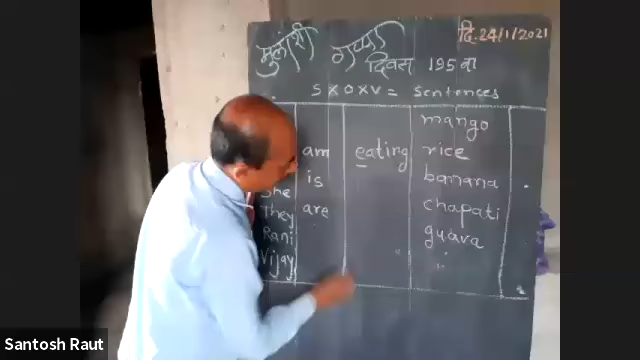 मुलांशी गप्पा
दि. 24/1/2021
दिवस 195 वा
S X O X V = Sentences
mango
am eating rice
She is banana
They are chapati
Rani guava
Vijay
Santosh Raut